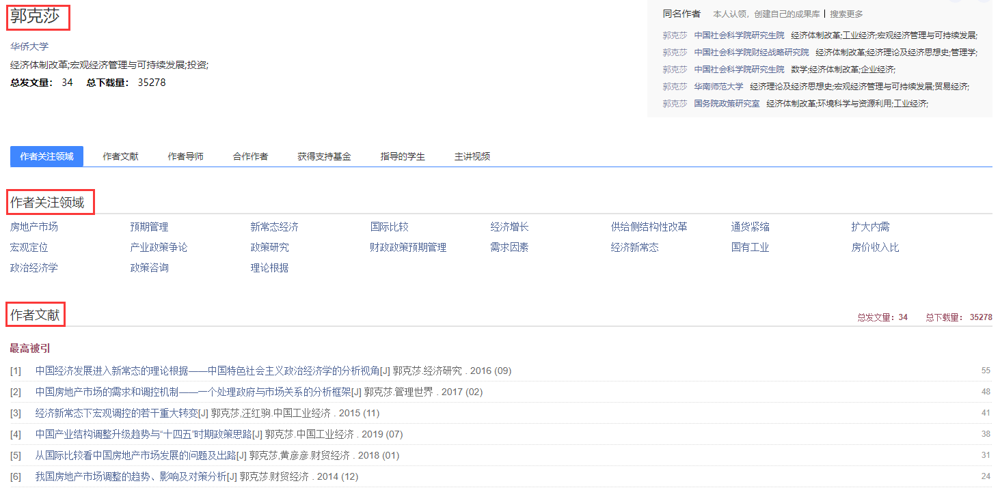 郭克莎
华侨大学
经济体制改革;宏观经济管理与可持续发展;投资;
总发文量： 34 总下载量： 35278
同名作者 本人认领，创建自己的成果库 | 搜索更多
郭克莎 中国社会科学院研究生院 经济体制改革;工业经济;宏观经济管理与可持续发展;
郭克莎 中国社会科学院财经战略研究院 经济体制改革;经济理论及经济思想史;管理学;
郭克莎 中国社会科学院研究生院 数学;经济体制改革;企业经济;
郭克莎 华南师范大学 经济理论及经济思想史;宏观经济管理与可持续发展;贸易经济;
郭克莎 国务院政策研究室 经济体制改革;环境科学与资源利用;工业经济;
作者关注领域 作者文献 作者导师 合作作者 获得支持基金 指导的学生 主讲视频
作者关注领域
房地产市场 预期管理 新常态经济 国际比较 经济增长 供给侧结构性改革 通货紧缩 扩大内需
宏观定位 产业政策争论 政策研究 财政政策预期管理 需求因素 经济新常态 国有工业 房价收入比
政治经济学 政策咨询 理论根据
作者文献 总发文量：34 总下载量： 35278
最高被引
[1] 中国经济发展进入新常态的理论根据——中国特色社会主义政治经济学的分析视角[J] 郭克莎.经济研究 . 2016 (09) 55
[2] 中国房地产市场的需求和调控机制——一个处理政府与市场关系的分析框架[J] 郭克莎.管理世界 . 2017 (02) 48
[3] 经济新常态下宏观调控的若干重大转变[J] 郭克莎,汪红驹.中国工业经济 . 2015 (11) 41
[4] 中国产业结构调整升级趋势与“十四五”时期政策思路[J] 郭克莎.中国工业经济 . 2019 (07) 38
[5] 从国际比较看中国房地产市场发展的问题及出路[J] 郭克莎,黄彦彦.财贸经济 . 2018 (01) 31
[6] 我国房地产市场调整的趋势、影响及对策分析[J] 郭克莎.财贸经济 . 2014 (12) 24